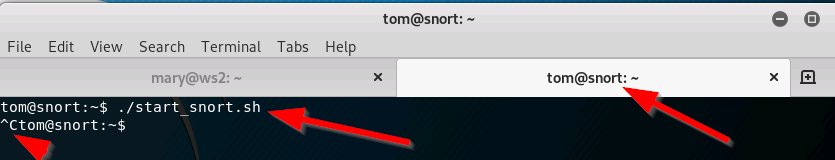 tom@snort: ~
File Edit View Search Terminal Tabs Help
mary@ws2: ~ tom@snort: ~
tom@snort:~$ ./start_snort.sh
^Ctom@snort:~$